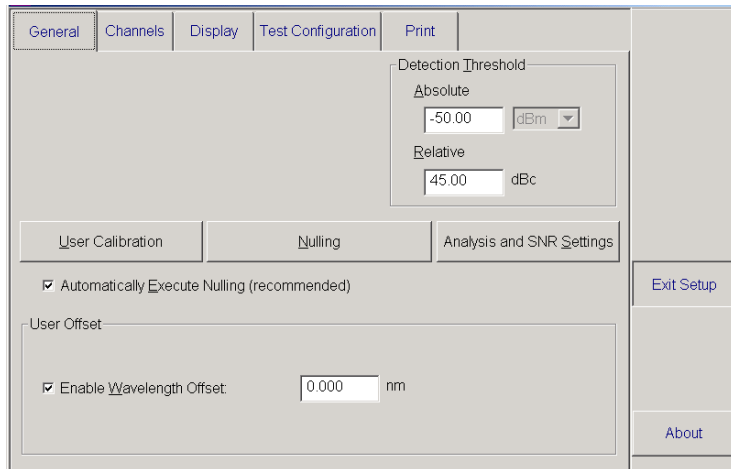 General Channels Display Test Configuration Print
Detection Threshold
Absolute
-50.00 dBm
Relative
45.00 dBc
User Calibration Nulling Analysis and SNR Settings
Automatically Execute Nulling (recommended)
Exit Setup
User Offset
Enable Wavelength Offset: 0.000 nm
About